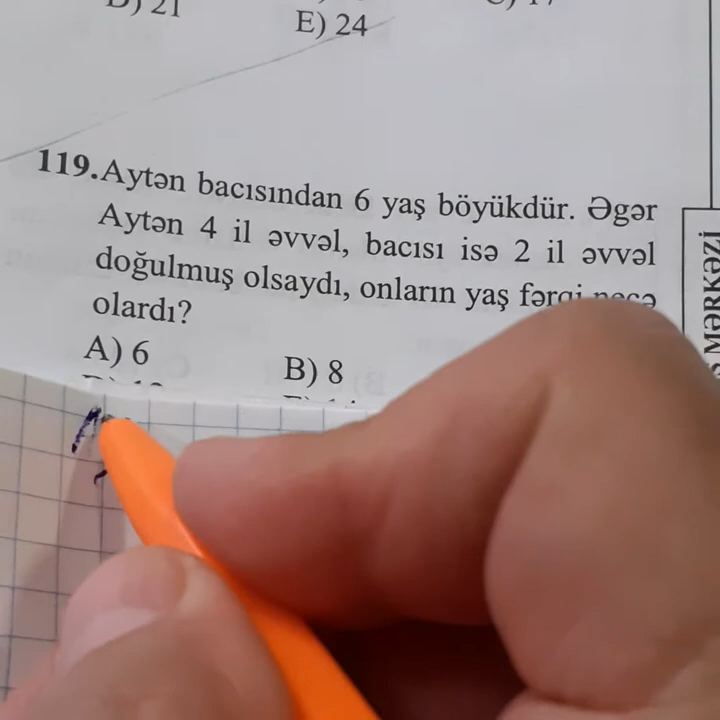 E) 24
119. Aytən bacısından 6 yaş böyükdür. Əgər
Aytən 4 il əvvəl, bacısı isə 2 il əvvəl
doğulmuş olsaydı, onların yaş fərqi neçə
olardı?
A) 6 B) 8